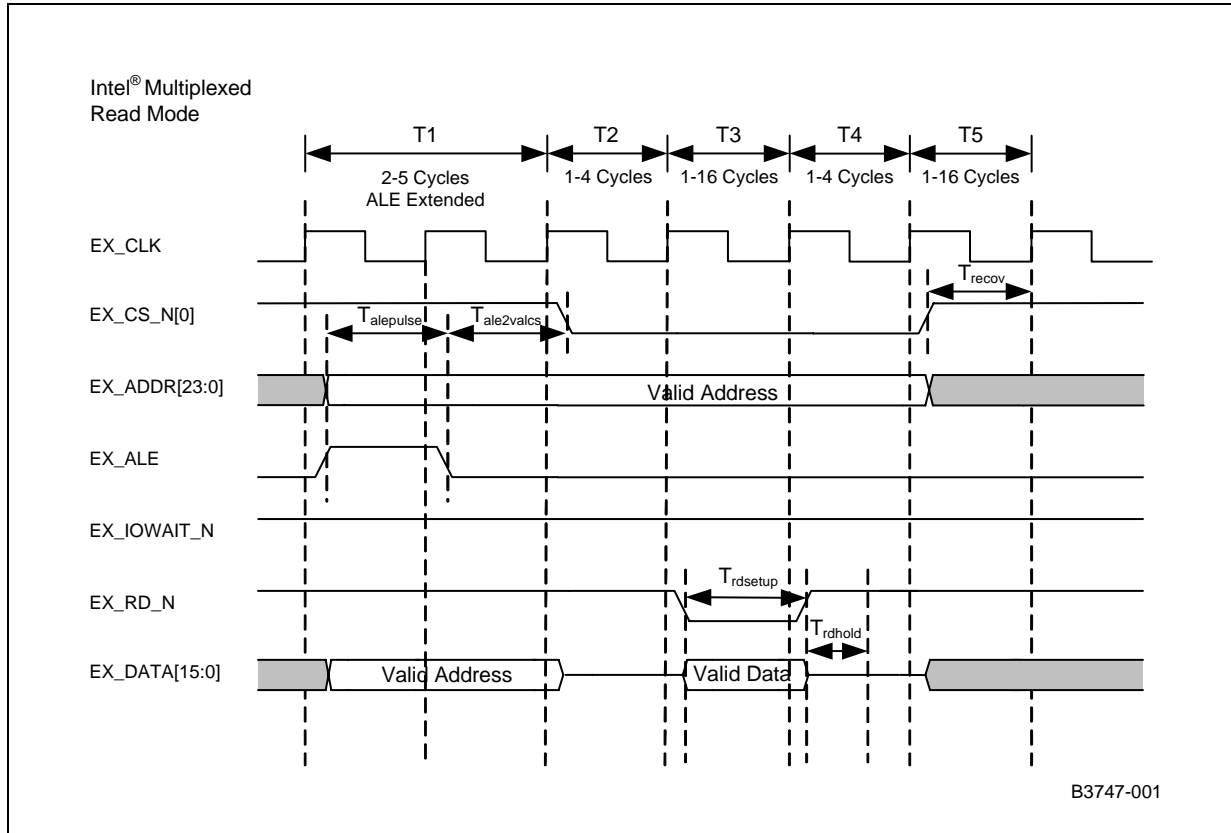 Intel® Multiplexed
Read Mode
T1 T2 T3 T4 T5
2-5 Cycles 1-4 Cycles 1-16 Cycles 1-4 Cycles 1-16 Cycles
ALE Extended
EX_CLK
Trecov
EX_CS_N[0]
Talepulse Tale2valcs
EX_ADDR[23:0]
Valid Address
EX_ALE
EX_IOWAIT_N
Trdsetup
EX_RD_N
Trdhold
EX_DATA[15:0]
Valid Address Valid Data
B3747-001